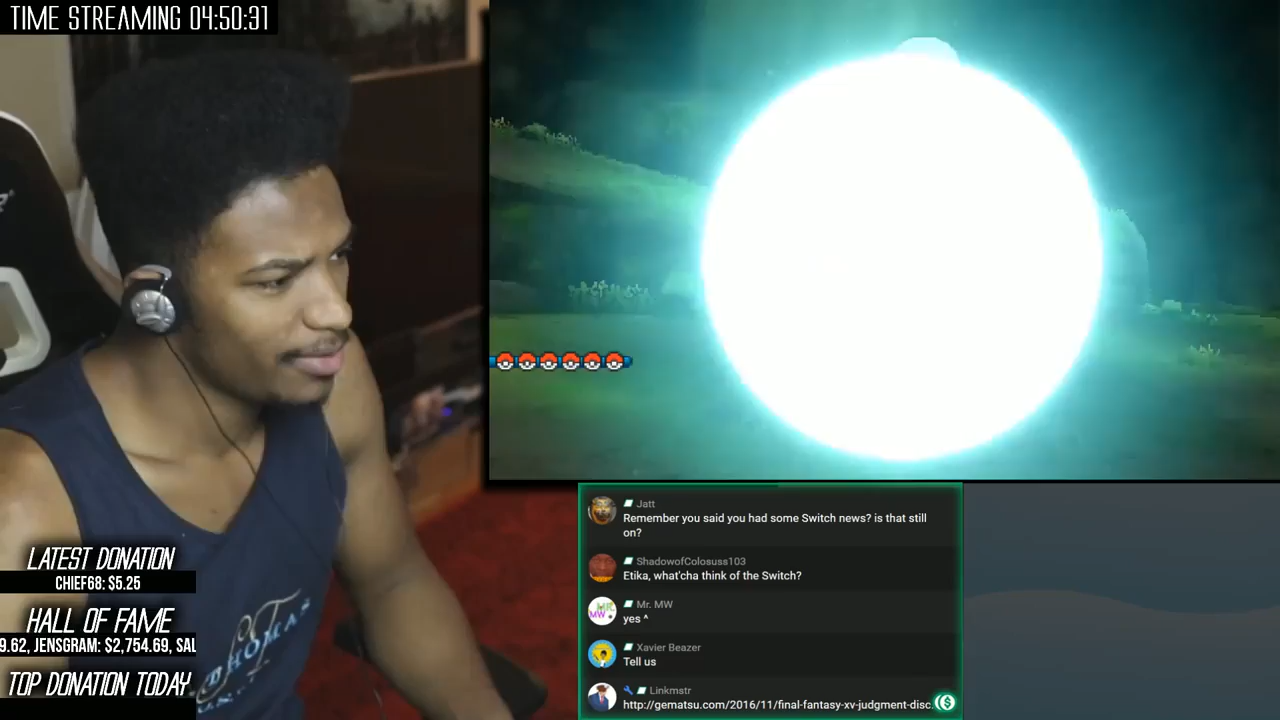 TIME STREAMING 04:50:31
LATEST DONATION
CHIEF68: $5.25
HALL OF FAME
9.62, JENSGRAM: $2,754.69, SAL
TOP DONATION TODAY
THOMAS
Jatt
Remember you said you had some Switch news? is that still
on?
ShadowofColosuss103
Etika, what'cha think of the Switch?
Mr. MW
yes ^
Xavier Beazer
Tell us
Linkmstr
http://gematsu.com/2016/11/final-fantasy-xv-judgment-disc